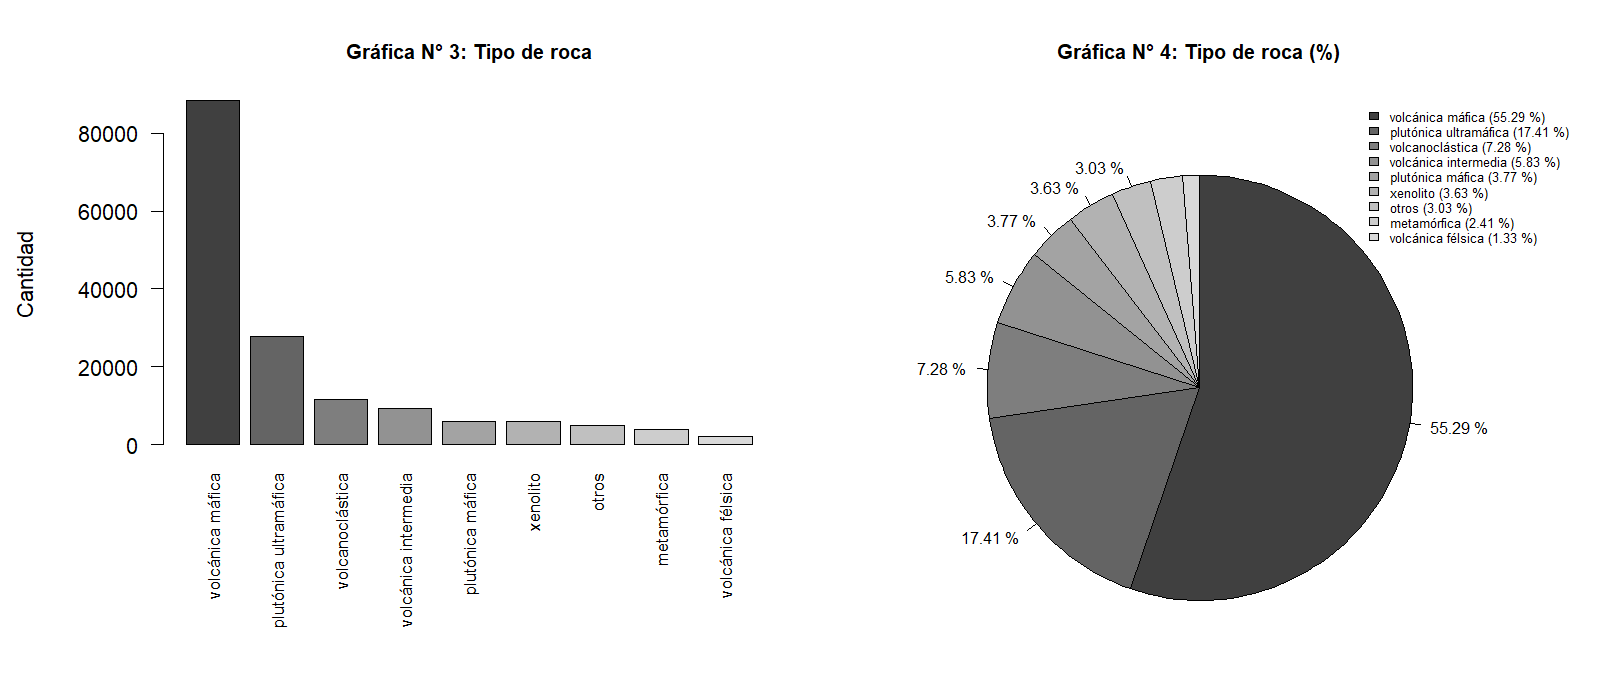 Gráfica N° 3: Tipo de roca
Cantidad
80000
60000
40000
20000
0
volcánica máfica
plutónica ultramáfica
volcanoclástica
volcánica intermedia
plutónica máfica
xenolito
otros
metamórfica
volcánica félsica
Gráfica N° 4: Tipo de roca (%)
volcánica máfica (55.29 %)
plutónica ultramáfica (17.41 %)
volcanoclástica (7.28 %)
volcánica intermedia (5.83 %)
plutónica máfica (3.77 %)
xenolito (3.63 %)
otros (3.03 %)
metamórfica (2.41 %)
volcánica félsica (1.33 %)
3.03 %
3.63 %
3.77 %
5.83 %
7.28 %
17.41 %
55.29 %